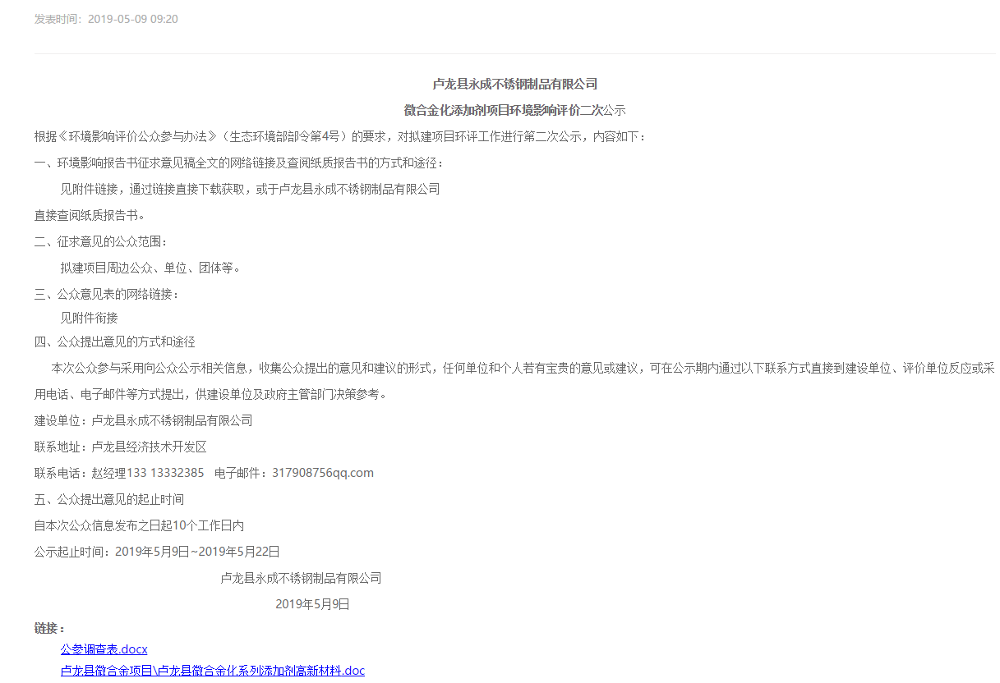 发表时间：2019-05-09 09:20
卢龙县永成不锈钢制品有限公司
微合金化添加剂项目环境影响评价二次公示
根据《环境影响评价公众参与办法》（生态环境部部令第4号）的要求，对拟建项目环评工作进行第二次公示，内容如下：
一、环境影响报告书征求意见稿全文的网络链接及查阅纸质报告书的方式和途径：
见附件链接，通过链接直接下载获取，或于卢龙县永成不锈钢制品有限公司
直接查阅纸质报告书。
二、征求意见的公众范围：
拟建项目周边公众、单位、团体等。
三、公众意见表的网络链接：
见附件衔接
四、公众提出意见的方式和途径
本次公众参与采用向公众公示相关信息，收集公众提出的意见和建议的形式，任何单位和个人若有宝贵的意见或建议，可在公示期内通过以下联系方式直接到建设单位、评价单位反应或采
用电话、电子邮件等方式提出，供建设单位及政府主管部门决策参考。
建设单位：卢龙县永成不锈钢制品有限公司
联系地址：卢龙县经济技术开发区
联系电话：赵经理133 13332385 电子邮件：317908756qq.com
五、公众提出意见的起止时间
自本次公众信息发布之日起10个工作日内
公示起止时间：2019年5月9日~2019年5月22日
卢龙县永成不锈钢制品有限公司
2019年5月9日
链接：
公参调查表.docx
卢龙县微合金项目\卢龙县微合金化系列添加剂高新材料.doc